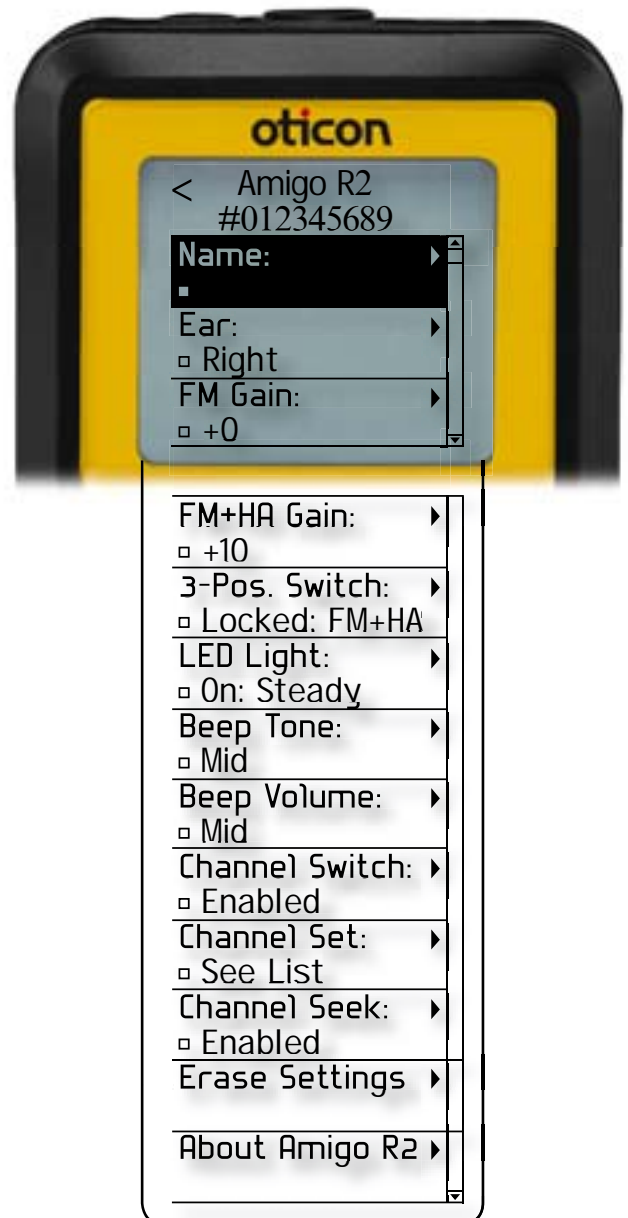 oticon
< Amigo R2
#012345689
Name:
Ear:
Right
FM Gain:
+0
FM+HA Gain:
+10
3-Pos. Switch:
Locked: FM+HA
LED Light:
On: Steady
Beep Tone:
Mid
Beep Volume:
Mid
Channel Switch:
Enabled
Channel Set:
See List
Channel Seek:
Enabled
Erase Settings
About Amigo R2